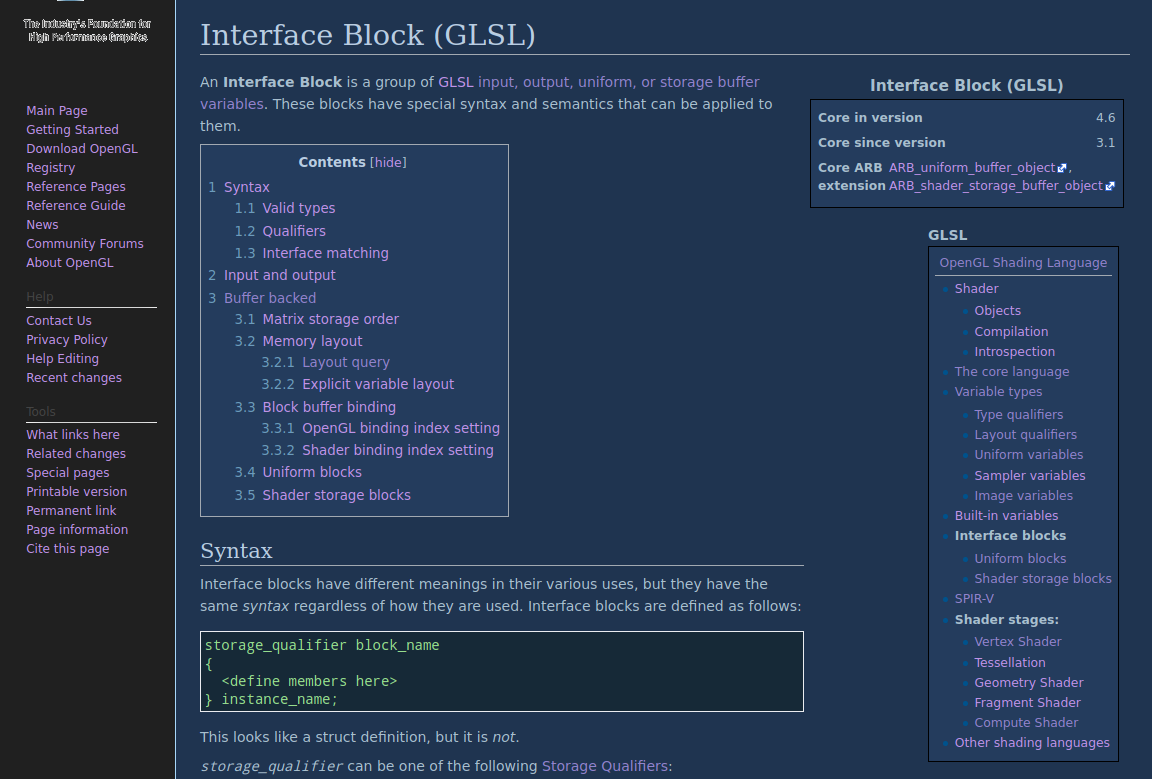 The Industry's Foundation for
High Performance Graphics
Main Page
Getting Started
Download OpenGL
Registry
Reference Pages
Reference Guide
News
Community Forums
About OpenGL
Help
Contact Us
Privacy Policy
Help Editing
Recent changes
Tools
What links here
Related changes
Special pages
Printable version
Permanent link
Page information
Cite this page
Interface Block (GLSL)
An Interface Block is a group of GLSL input, output, uniform, or storage buffer
variables. These blocks have special syntax and semantics that can be applied to
them.
Contents [hide]
1 Syntax
1.1 Valid types
1.2 Qualifiers
1.3 Interface matching
2 Input and output
3 Buffer backed
3.1 Matrix storage order
3.2 Memory layout
3.2.1 Layout query
3.2.2 Explicit variable layout
3.3 Block buffer binding
3.3.1 OpenGL binding index setting
3.3.2 Shader binding index setting
3.4 Uniform blocks
3.5 Shader storage blocks
Syntax
Interface blocks have different meanings in their various uses, but they have the
same syntax regardless of how they are used. Interface blocks are defined as follows:
storage_qualifier block_name
{
<define members here>
} instance_name;
This looks like a struct definition, but it is not.
storage_qualifier can be one of the following Storage Qualifiers:
Interface Block (GLSL)
Core in version 4.6
Core since version 3.1
Core ARB ARB_uniform_buffer_object,
extension ARB_shader_storage_buffer_object
GLSL
OpenGL Shading Language
Shader
Objects
Compilation
Introspection
The core language
Variable types
Type qualifiers
Layout qualifiers
Uniform variables
Sampler variables
Image variables
Built-in variables
Interface blocks
Uniform blocks
Shader storage blocks
SPIR-V
Shader stages:
Vertex Shader
Tessellation
Geometry Shader
Fragment Shader
Compute Shader
Other shading languages